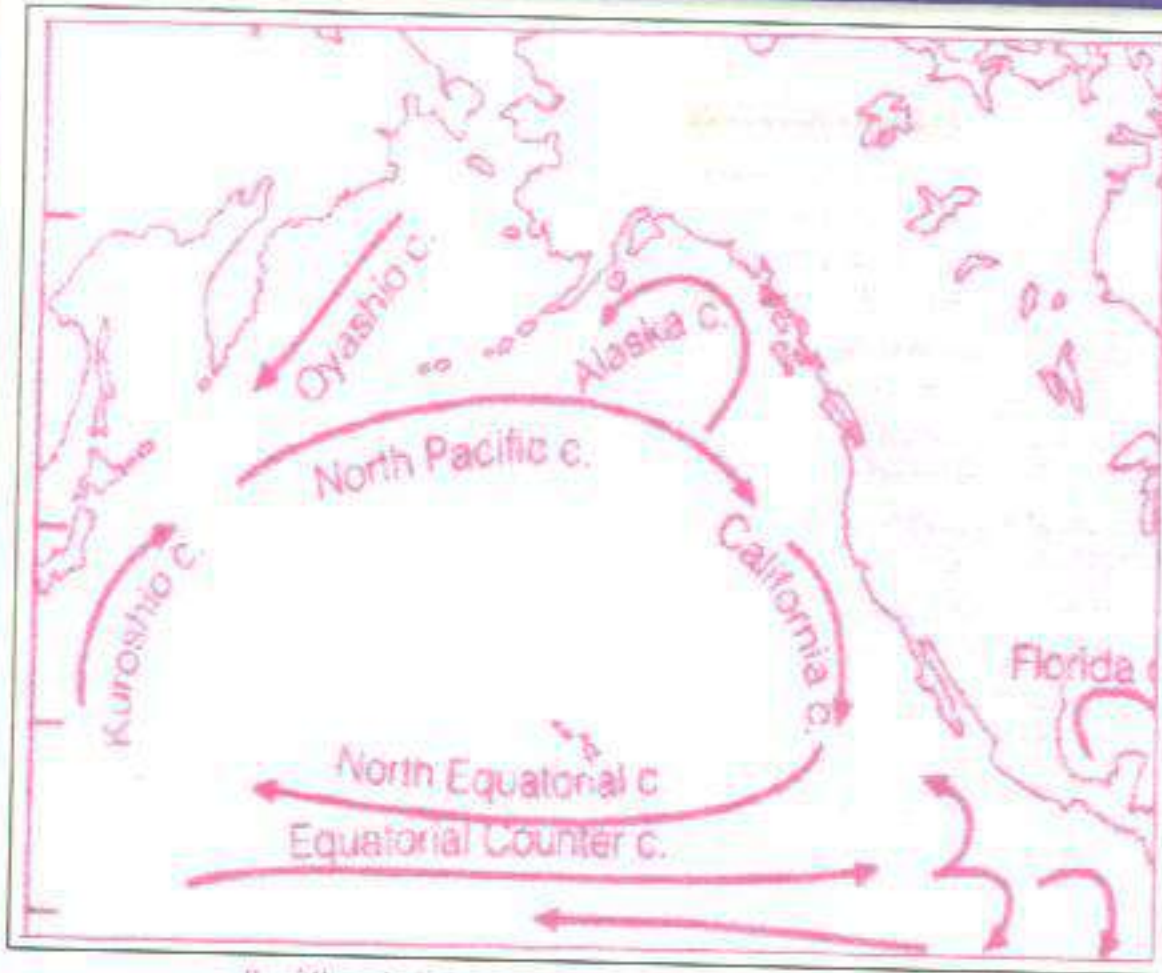 Oyashio c.
Alaska c.
North Pacific c.
Kuroshio c.
California c.
Florida
North Equatorial c
Equatorial Counter c.